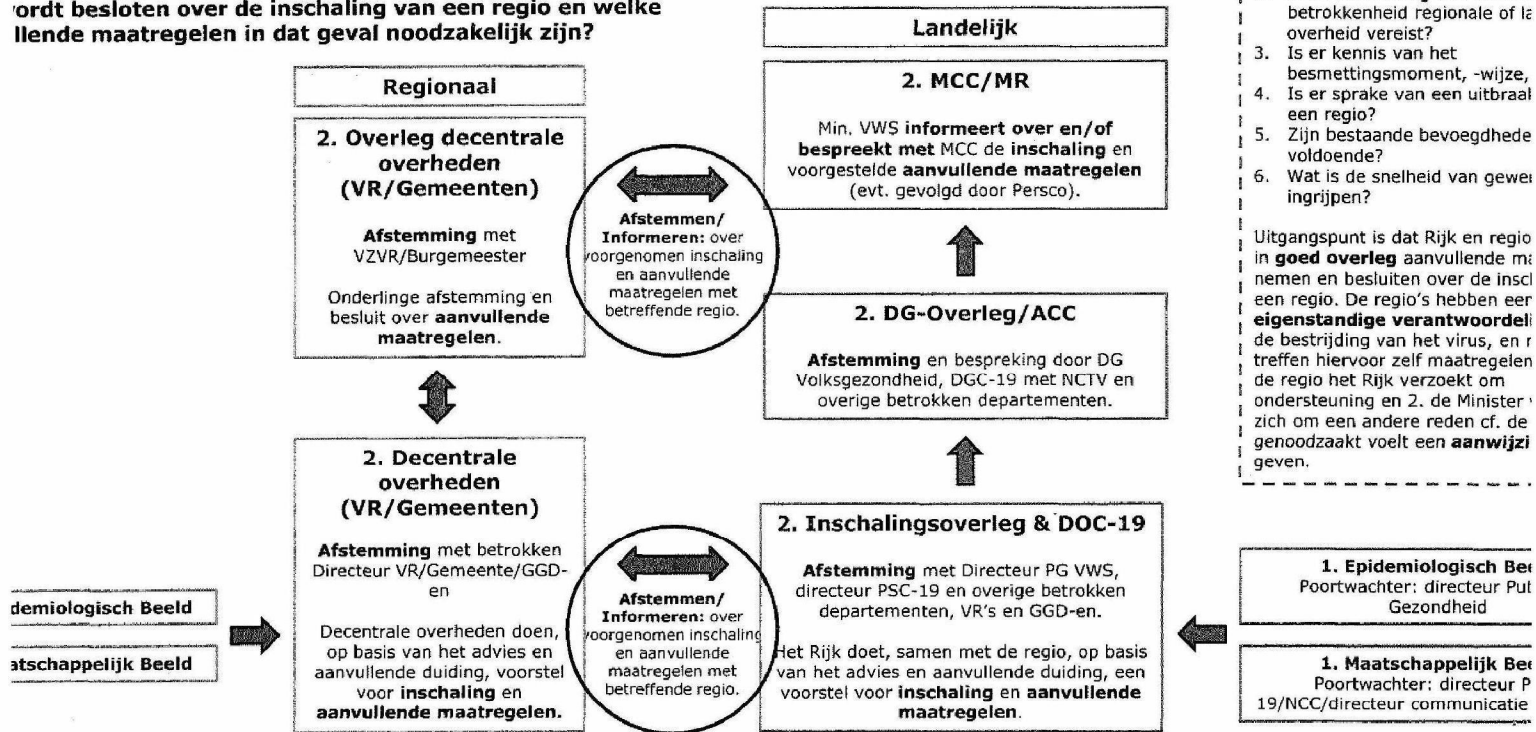 ordt besloten over de inschaling van een regio en welke
llende maatregelen in dat geval noodzakelijk zijn?
Regionaal
2. Overleg decentrale
overheden
(VR/Gemeenten)
Afstemming met
VZVR/Burgemeester
Onderlinge afstemming en
besluit over aanvullende
maatregelen.
2. Decentrale
overheden
(VR/Gemeenten)
Afstemming met betrokken
Directeur VR/Gemeente/GGD-
en
Decentrale overheden doen,
op basis van het advies en
aanvullende duiding, voorstel
voor inschaling en
aanvullende maatregelen.
demiologisch Beeld
atschappelijk Beeld
Afstemmen/
Informeren: over
voorgenomen inschaling
en aanvullende
maatregelen met
betreffende regio.
Afstemmen/
Informeren: over
voorgenomen inschaling
en aanvullende
maatregelen met
betreffende regio.
Landelijk
2. MCC/MR
Min. VWS informeert over en/of
bespreekt met MCC de inschaling en
voorgestelde aanvullende maatregelen
(evt. gevolgd door Persco).
2. DG-Overleg/ACC
Afstemming en bespreking door DG
Volksgezondheid, DGC-19 met NCTV en
overige betrokken departementen.
2. Inschalingsoverleg & DOC-19
Afstemming met Directeur PG VWS,
directeur PSC-19 en overige betrokken
departementen, VR's en GGD-en.
Het Rijk doet, samen met de regio, op basis
van het advies en aanvullende duiding, een
voorstel voor inschaling en aanvullende
maatregelen.
betrokkenheid regionale of la
overheid vereist?
3. Is er kennis van het
besmettingsmoment, -wijze,
4. Is er sprake van een uitbraak
een regio?
5. Zijn bestaande bevoegdhede
voldoende?
6. Wat is de snelheid van gewe
ingrijpen?
Uitgangspunt is dat Rijk en regio
in goed overleg aanvullende ma
nemen en besluiten over de insc
een regio. De regio's hebben een
eigenstandige verantwoordeli
de bestrijding van het virus, en
treffen hiervoor zelf maatregelen
de regio het Rijk verzoekt om
ondersteuning en 2. de Minister
zich om een andere reden cf. de
genoodzaakt voelt een aanwijzi
geven.
1. Epidemiologisch Bee
Poortwachter: directeur Pub
Gezondheid
1. Maatschappelijk Bee
Poortwachter: directeur P
19/NCC/directeur communicatie